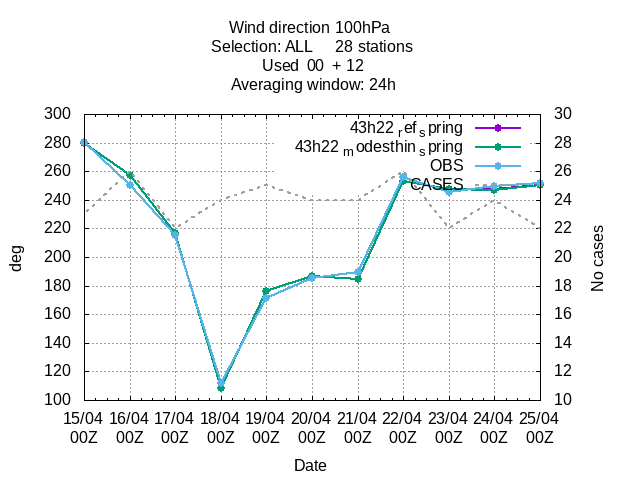 Wind direction 100hPa
Selection: ALL 28 stations
Used 00 + 12
Averaging window: 24h
43h22 ref spring
43h22 modesthin spring
OBS
CASES
300
280
260
240
220
200
180
160
140
120
100
30
28
26
24
22
20
18
16
14
12
10
deg
No cases
15/04 16/04 17/04 18/04 19/04 20/04 21/04 22/04 23/04 24/04 25/04
00Z 00Z 00Z 00Z 00Z 00Z 00Z 00Z 00Z 00Z 00Z
Date